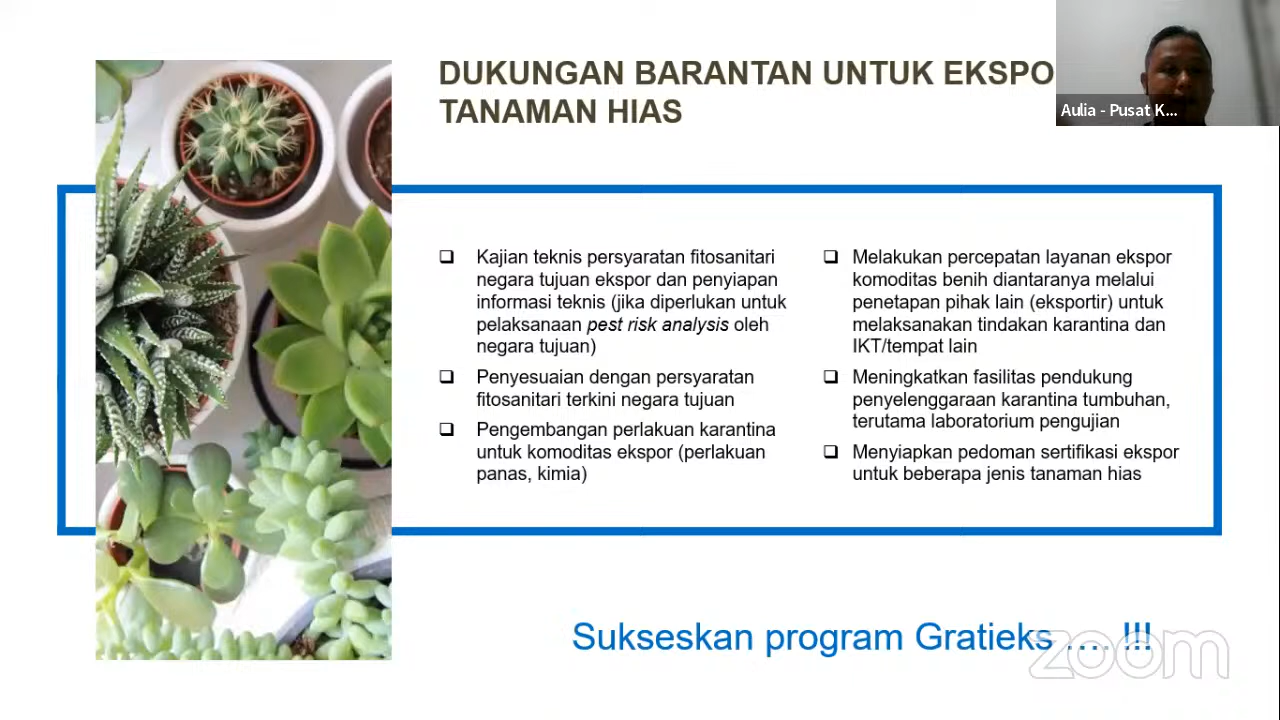 DUKUNGAN BARANTAN UNTUK EKSPO
TANAMAN HIAS
Aulia - Pusat K...
Kajian teknis persyaratan fitosanitari
negara tujuan ekspor dan penyiapan
informasi teknis (jika diperlukan untuk
pelaksanaan pest risk analysis oleh
negara tujuan)
Penyesuaian dengan persyaratan
fitosanitari terkini negara tujuan
Pengembangan perlakuan karantina
untuk komoditas ekspor (perlakuan
panas, kimia)
Melakukan percepatan layanan ekspor
komoditas benih diantaranya melalui
penetapan pihak lain (eksportir) untuk
melaksanakan tindakan karantina dan
IKT/tempat lain
Meningkatkan fasilitas pendukung
penyelenggaraan karantina tumbuhan,
terutama laboratorium pengujian
Menyiapkan pedoman sertifikasi ekspor
untuk beberapa jenis tanaman hias
Sukseskan program Gratieks .... !!!
zoom